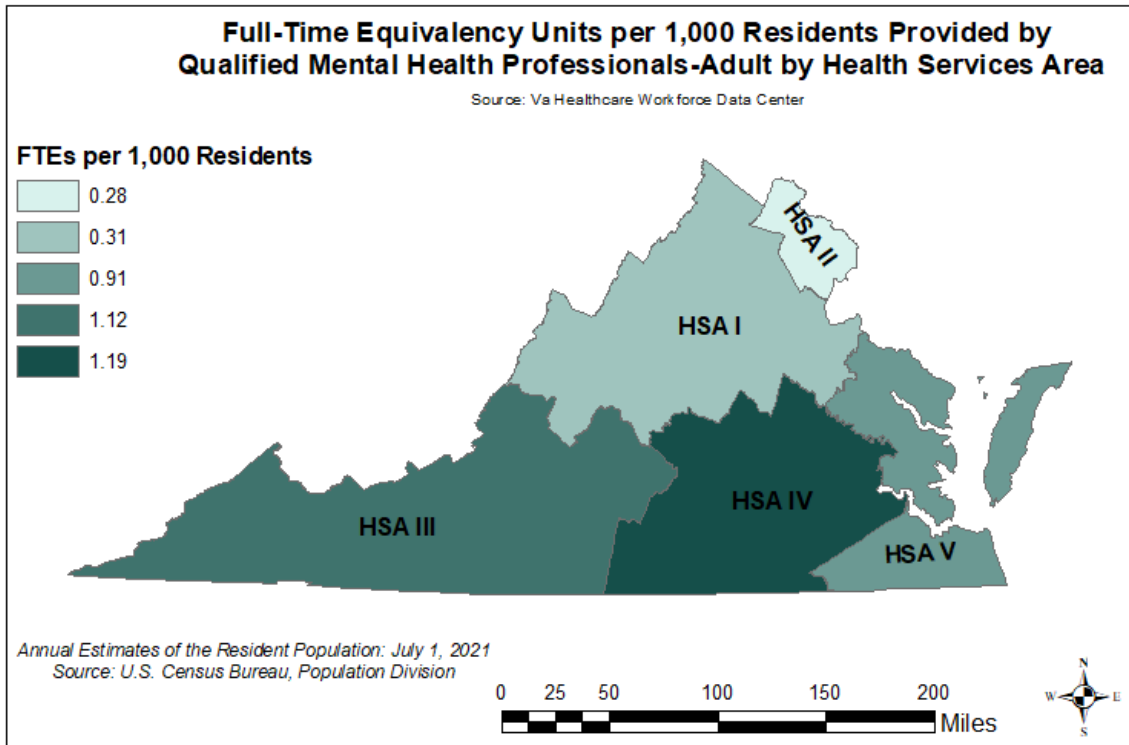 Full-Time Equivalency Units per 1,000 Residents Provided by
Qualified Mental Health Professionals-Adult by Health Services Area
Source: Va Healthcare Workforce Data Center
FTEs per 1,000 Residents
0.28
0.31
0.91
1.12
1.19
HSA II
HSA I
HSA IV
HSA III
HSA V
Annual Estimates of the Resident Population: July 1, 2021
Source: U.S. Census Bureau, Population Division
0 25 50 100 150 200
Miles
N
W E
S